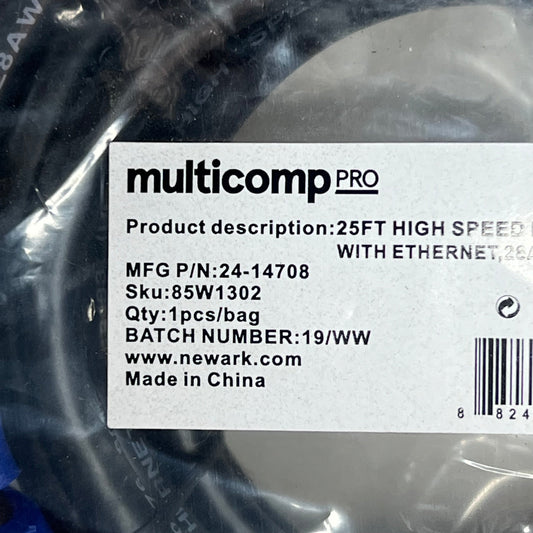 multicomp PRO
Product description:25FT HIGH SPEED
WITH ETHERNET,28A
MFG P/N:24-14708
Sku:85W1302
Qty:1pcs/bag
BATCH NUMBER:19/WW
www.newark.com
Made in China
8 824